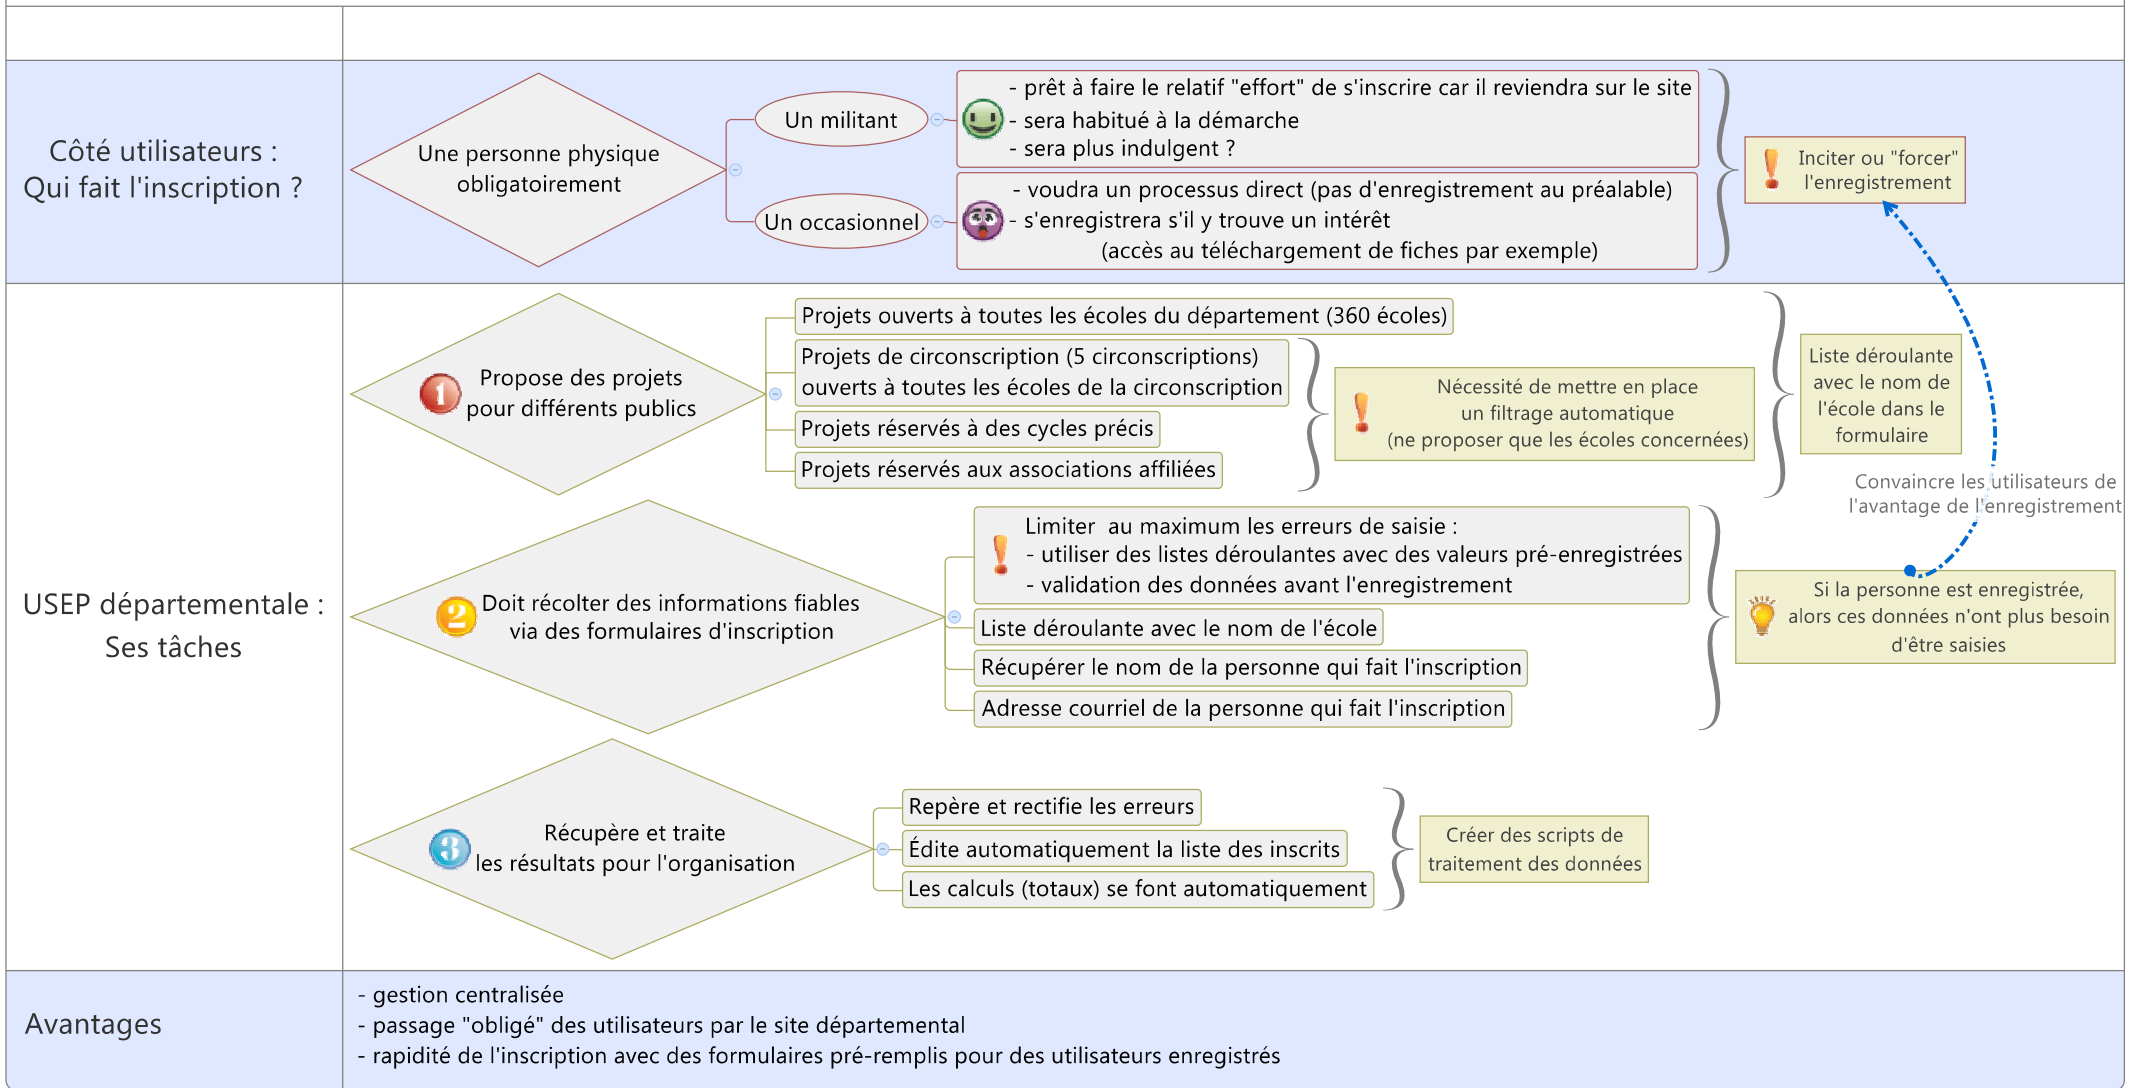 Côté utilisateurs :
Qui fait l'inscription ?
Une personne physique
obligatoirement
Un militant
- prêt à faire le relatif "effort" de s'inscrire car il reviendra sur le site
- sera habitué à la démarche
- sera plus indulgent ?
Un occasionnel
- voudra un processus direct (pas d'enregistrement au préalable)
- s'enregistrera s'il y trouve un intérêt
(accès au téléchargement de fiches par exemple)
Inciter ou "forcer"
l'enregistrement
USEP départementale :
Ses tâches
1
Propose des projets
pour différents publics
Projets ouverts à toutes les écoles du département (360 écoles)
Projets de circonscription (5 circonscriptions)
ouverts à toutes les écoles de la circonscription
Projets réservés à des cycles précis
Projets réservés aux associations affiliées
Nécessité de mettre en place
un filtrage automatique
(ne proposer que les écoles concernées)
Liste déroulante
avec le nom de
l'école dans le
formulaire
Convaincre les utilisateurs de
l'avantage de l'enregistrement
2
Doit récolter des informations fiables
via des formulaires d'inscription
Limiter  au maximum les erreurs de saisie :
- utiliser des listes déroulantes avec des valeurs pré-enregistrées
- validation des données avant l'enregistrement
Liste déroulante avec le nom de l'école
Récupérer le nom de la personne qui fait l'inscription
Adresse courriel de la personne qui fait l'inscription
Si la personne est enregistrée,
alors ces données n'ont plus besoin
d'être saisies
3
Récupère et traite
les résultats pour l'organisation
Repère et rectifie les erreurs
Édite automatiquement la liste des inscrits
Les calculs (totaux) se font automatiquement
Créer des scripts de
traitement des données
Avantages
- gestion centralisée
- passage "obligé" des utilisateurs par le site départemental
- rapidité de l'inscription avec des formulaires pré-remplis pour des utilisateurs enregistrés